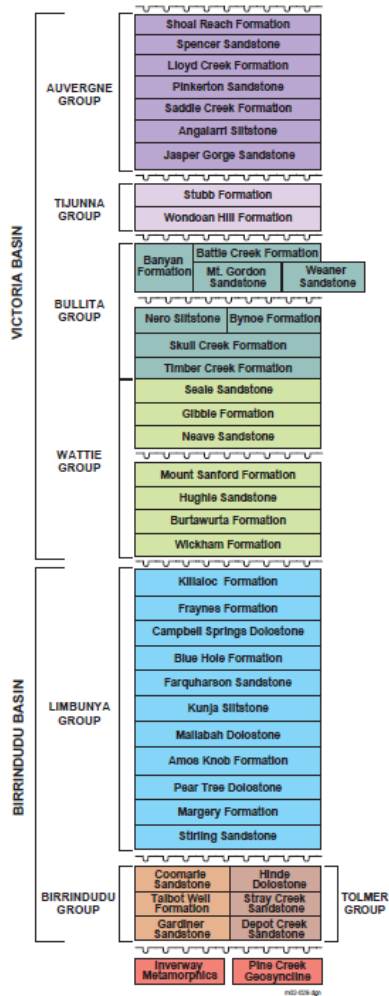 Shoal Reach Formation
Spencer Sandstone
Lloyd Creek Formation
AUVERGNE
GROUP
Pinkerton Sandstone
Saddle Creek Formation
Angalarri Siltstone
Jasper Gorge Sandstone
TIJUNNA
GROUP
Stubb Formation
Wondoan Hill Formation
VICTORIA BASIN
BULLITA
GROUP
Banyan
Formation
Battle Creek Formation
Mt. Gordon
Sandstone
Weaner
Sandstone
Nero Siltstone
Bynoe Formation
Skull Creek Formation
Timber Creek Formation
WATTIE
GROUP
Seale Sandstone
Gibbie Formation
Neave Sandstone
Mount Sanford Formation
Hughie Sandstone
Burtawurta Formation
Wickham Formation
BIRRINDUDU BASIN
LIMBUNYA
GROUP
Killaloc Formation
Fraynes Formation
Campbell Springs Dolostone
Blue Hole Formation
Farquharson Sandstone
Kunja Siltstone
Mallabah Dolostone
Amos Knob Formation
Pear Tree Dolostone
Margery Formation
Stirling Sandstone
BIRRINDUDU
GROUP
Coomarie
Sandstone
Talbot Well
Formation
Gardiner
Sandstone
Hinde
Dolostone
Stray Creek
Sandstone
Depot Creek
Sandstone
TOLMER
GROUP
Inverway
Metamorphics
Pine Creek
Geosyncline